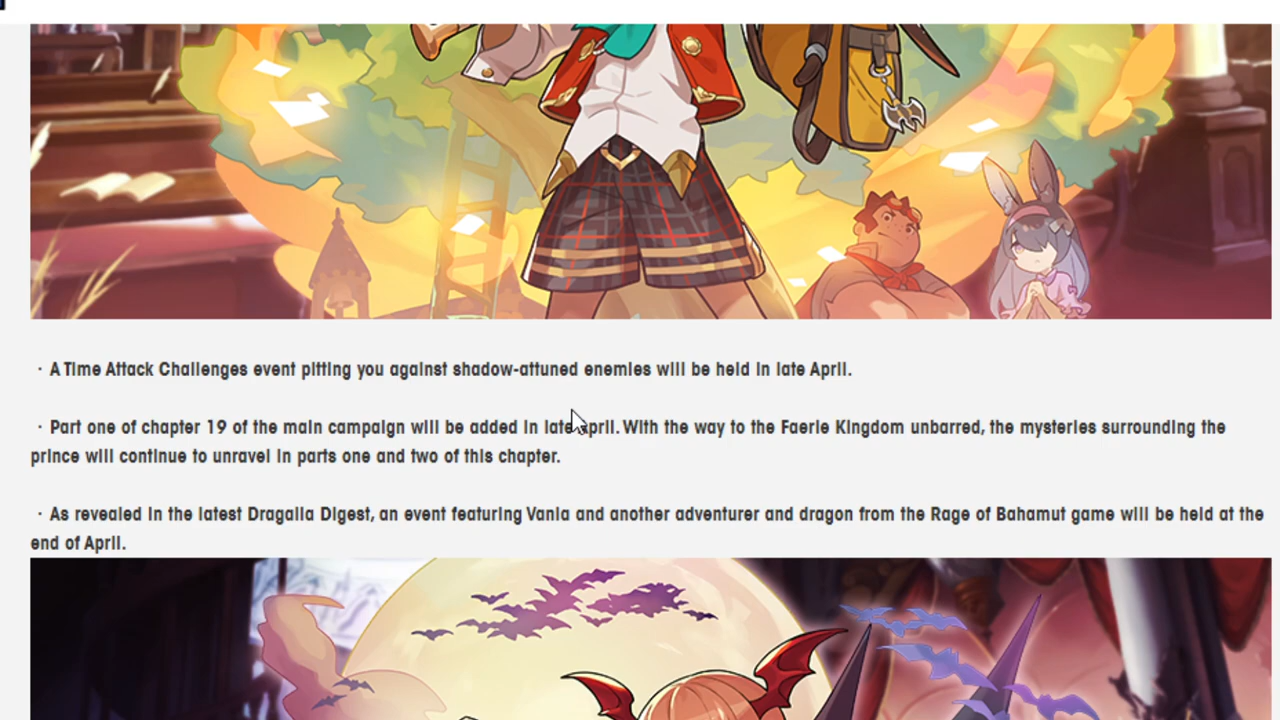 · A Time Attack Challenges event pitting you against shadow-attuned enemies will be held in late April.
· Part one of chapter 19 of the main campaign will be added in late April. With the way to the Faerie Kingdom unbarred, the mysteries surrounding the
prince will continue to unravel in parts one and two of this chapter.
· As revealed in the latest Dragalia Digest, an event featuring Vania and another adventurer and dragon from the Rage of Bahamut game will be held at the
end of April.